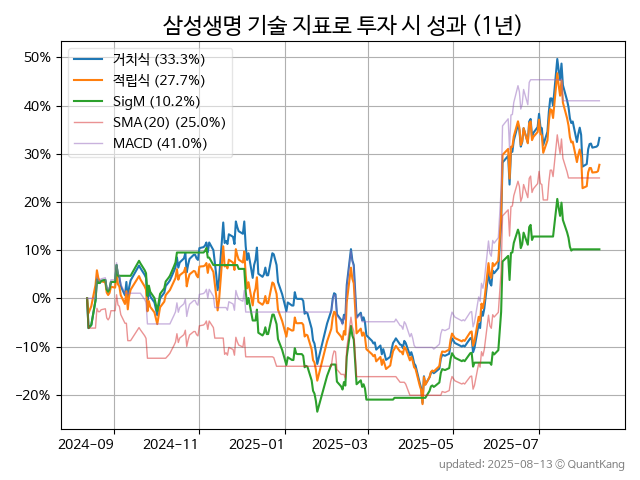 삼성생명 기술 지표로 투자 시 성과 (1년)
거치식 (33.3%)
적립식 (27.7%)
SigM (10.2%)
SMA(20) (25.0%)
MACD (41.0%)
50%
40%
30%
20%
10%
0%
−10%
−20%
2024-09
2024-11
2025-01
2025-03
2025-05
2025-07
updated: 2025-08-13 © QuantKang